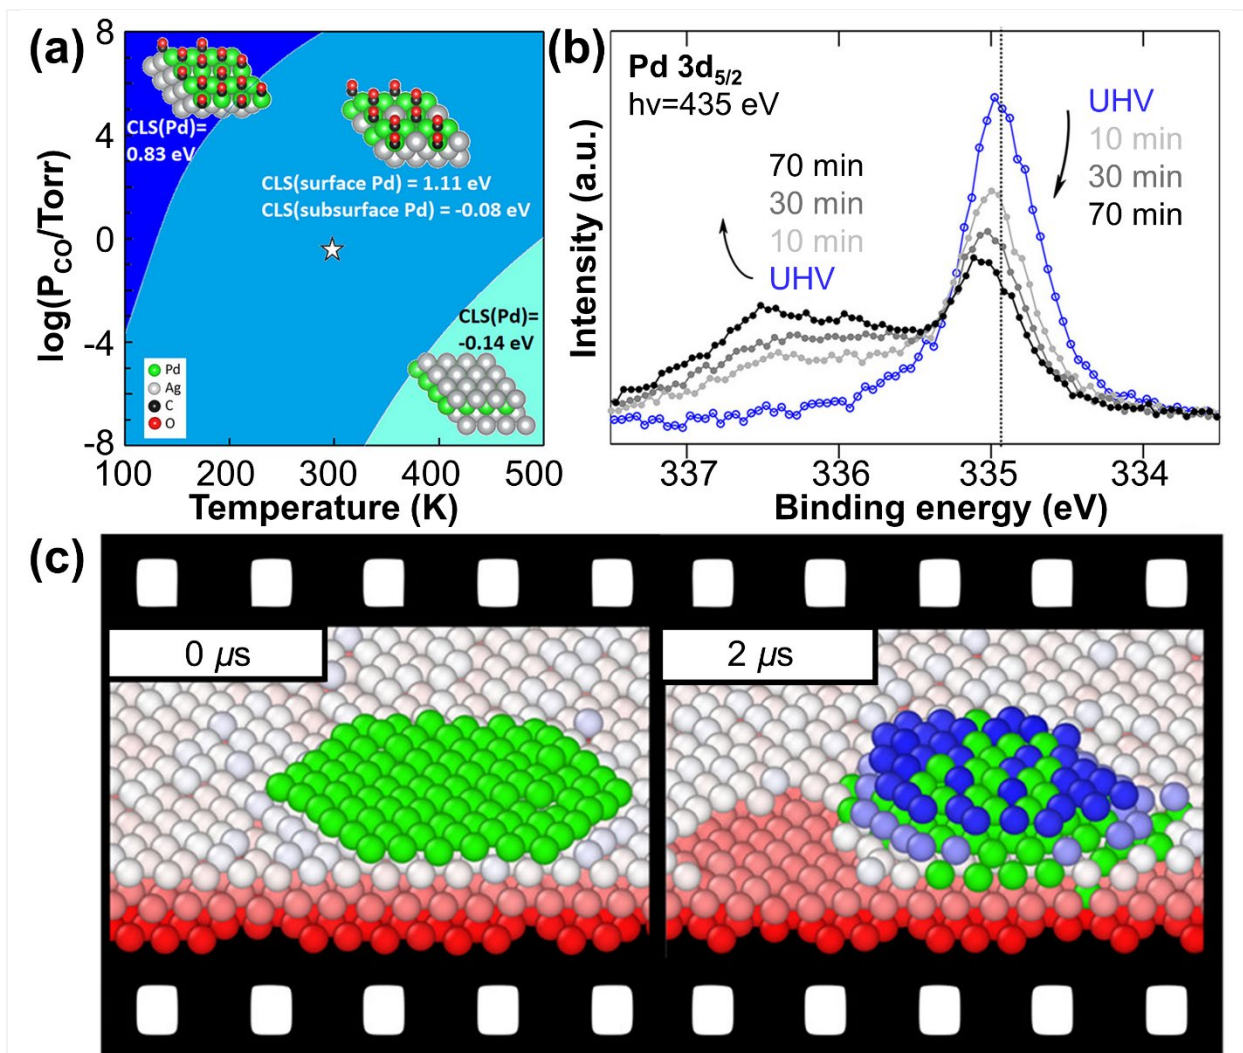 (a)
8
4
0
-4
-8
log(P_CO/Torr)
CLS(Pd)=
0.83 eV
CLS(surface Pd) = 1.11 eV
CLS(subsurface Pd) = -0.08 eV
CLS(Pd)=
-0.14 eV
Pd
Ag
C
O
100 200 300 400 500
Temperature (K)
(b)
Pd 3d5/2
hv=435 eV
UHV
10 min
30 min
70 min
70 min
30 min
10 min
UHV
Intensity (a.u.)
337 336 335 334
Binding energy (eV)
(c)
0 µs
2 µs